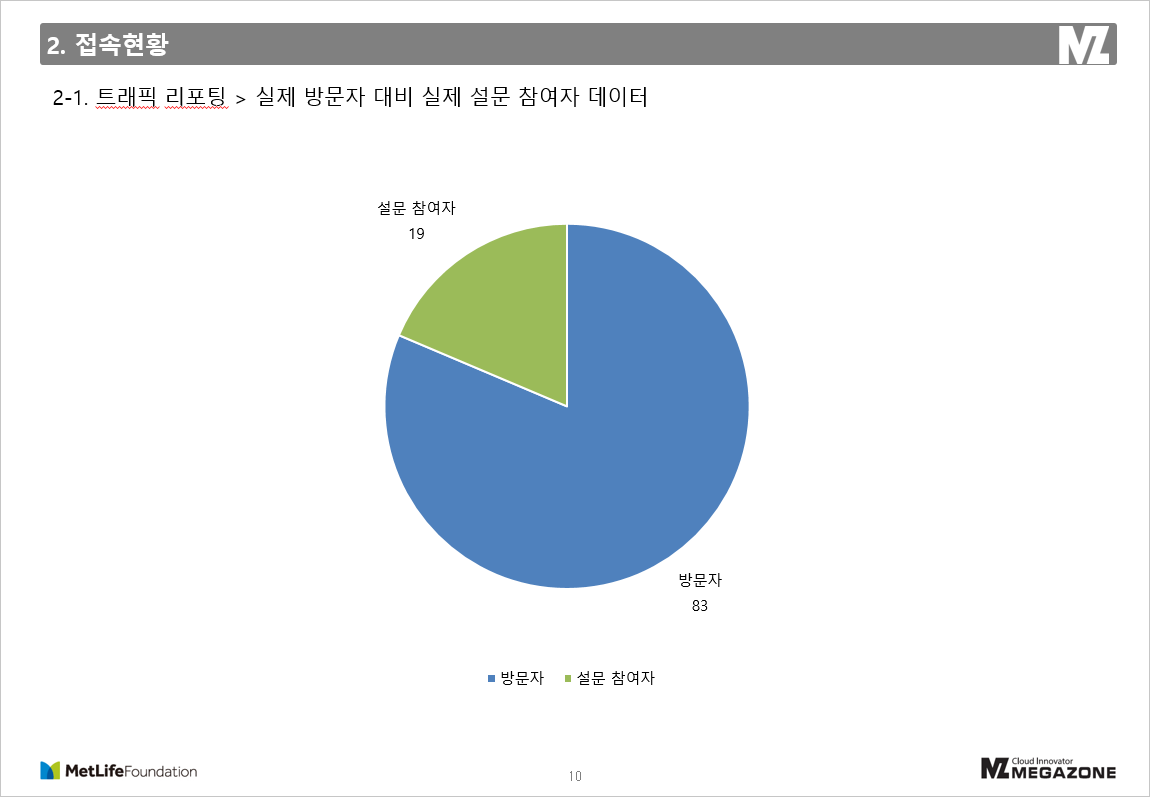 2. 접속현황
MZ
2-1. 트래픽 리포팅 > 실제 방문자 대비 실제 설문 참여자 데이터
설문 참여자
19
방문자
83
방문자 설문 참여자
MetLifeFoundation
10
MZ Cloud Innovator
MEGAZONE